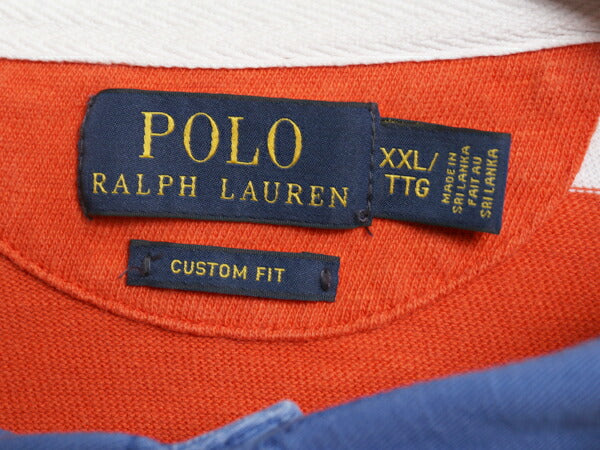 POLO
RALPH LAUREN
XXL/
TTG
MADE IN
SRI LANKA
FAIT AU
SRI LANKA
CUSTOM FIT